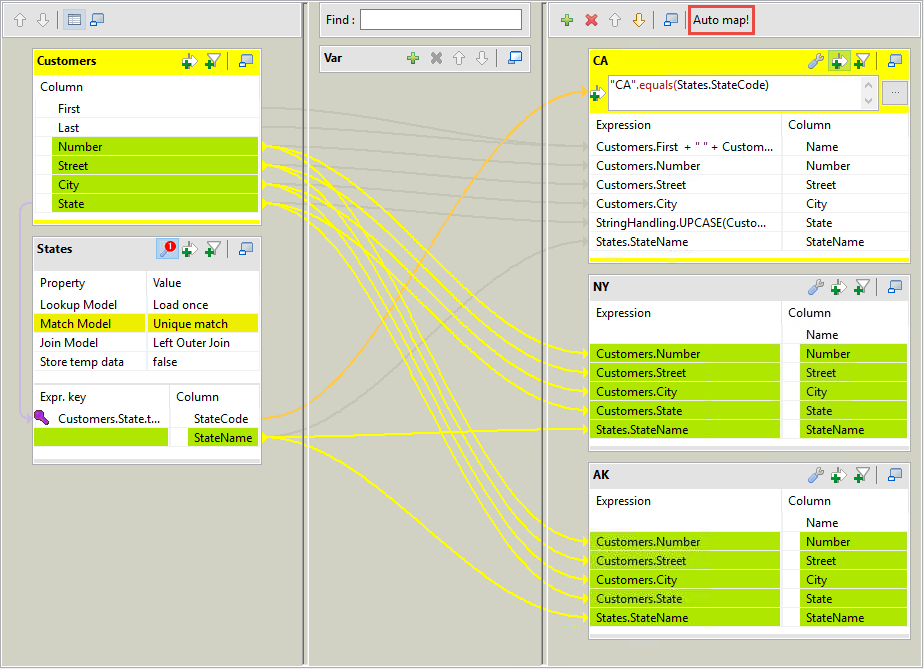 Find :
Auto map!
Customers
Column
First
Last
Number
Street
City
State
States
1
Property Value
Lookup Model Load once
Match Model Unique match
Join Model Left Outer Join
Store temp data false
Expr. key Column
Customers.State.t... StateCode
StateName
Var
CA
"CA".equals(States.StateCode)
...
Expression Column
Customers.First + " " + Custom... Name
Customers.Number Number
Customers.Street Street
Customers.City City
StringHandling.UPCASE(Custo... State
States.StateName StateName
NY
Expression Column
Name
Customers.Number Number
Customers.Street Street
Customers.City City
Customers.State State
States.StateName StateName
AK
Expression Column
Name
Customers.Number Number
Customers.Street Street
Customers.City City
Customers.State State
States.StateName StateName